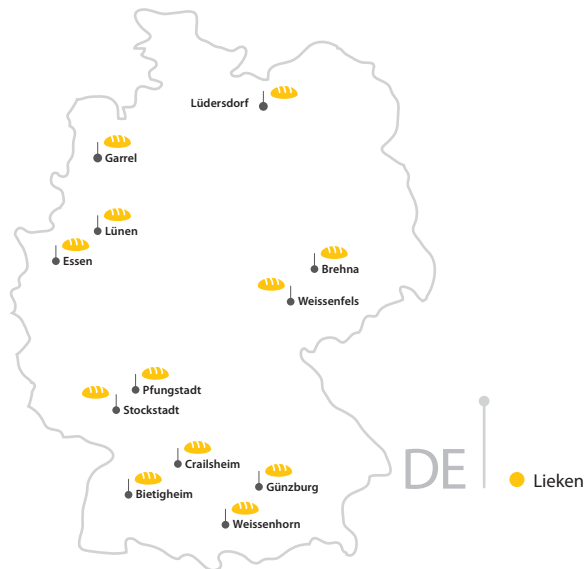 Lüdersdorf
Garrel
Lünen
Essen
Brehna
Weissenfels
Pfungstadt
Stockstadt
Crailsheim
Bietigheim
Günzburg
Weissenhorn
DE
Lieken